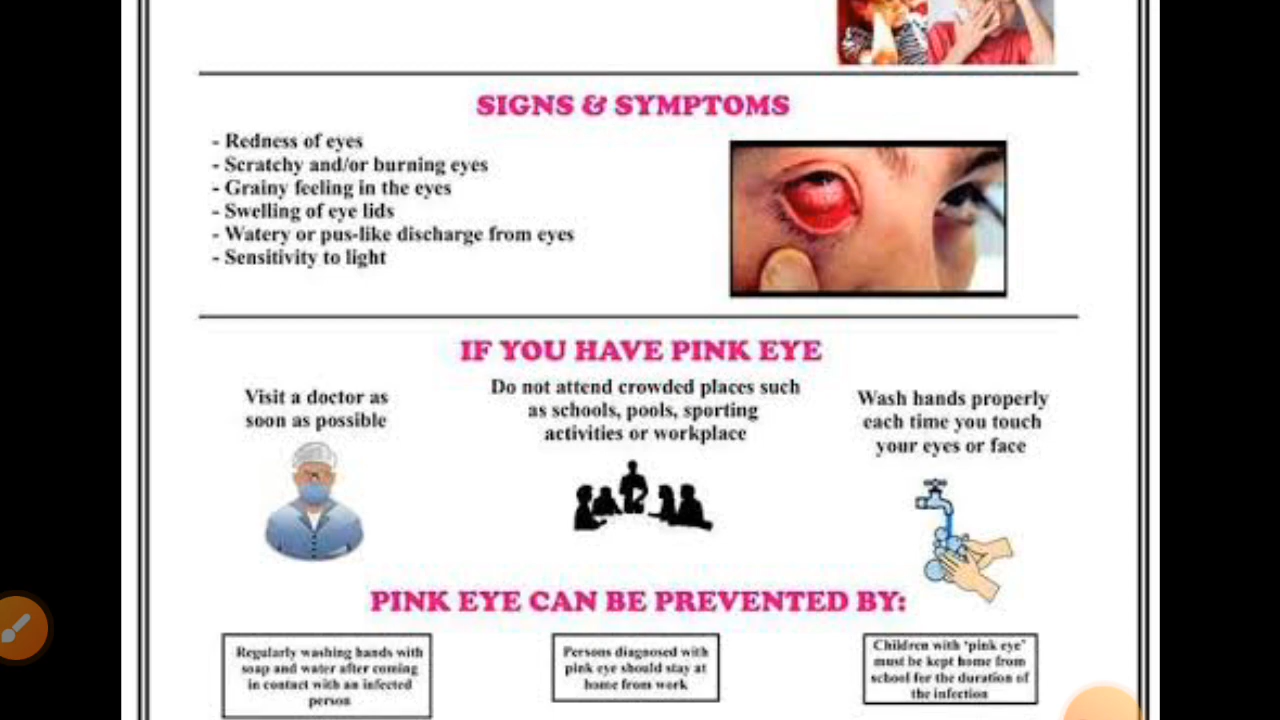 SIGNS & SYMPTOMS
- Redness of eyes
- Scratchy and/or burning eyes
- Grainy feeling in the eyes
- Swelling of eye lids
- Watery or pus-like discharge from eyes
- Sensitivity to light
IF YOU HAVE PINK EYE
Visit a doctor as
soon as possible
Do not attend crowded places such
as schools, pools, sporting
activities or workplace
Wash hands properly
each time you touch
your eyes or face
PINK EYE CAN BE PREVENTED BY:
Regularly washing hands with
soap and water after coming
in contact with an infected
person
Persons diagnosed with
pink eye should stay at
home from work
Children with 'pink eye'
must be kept home from
school for the duration of
the infection